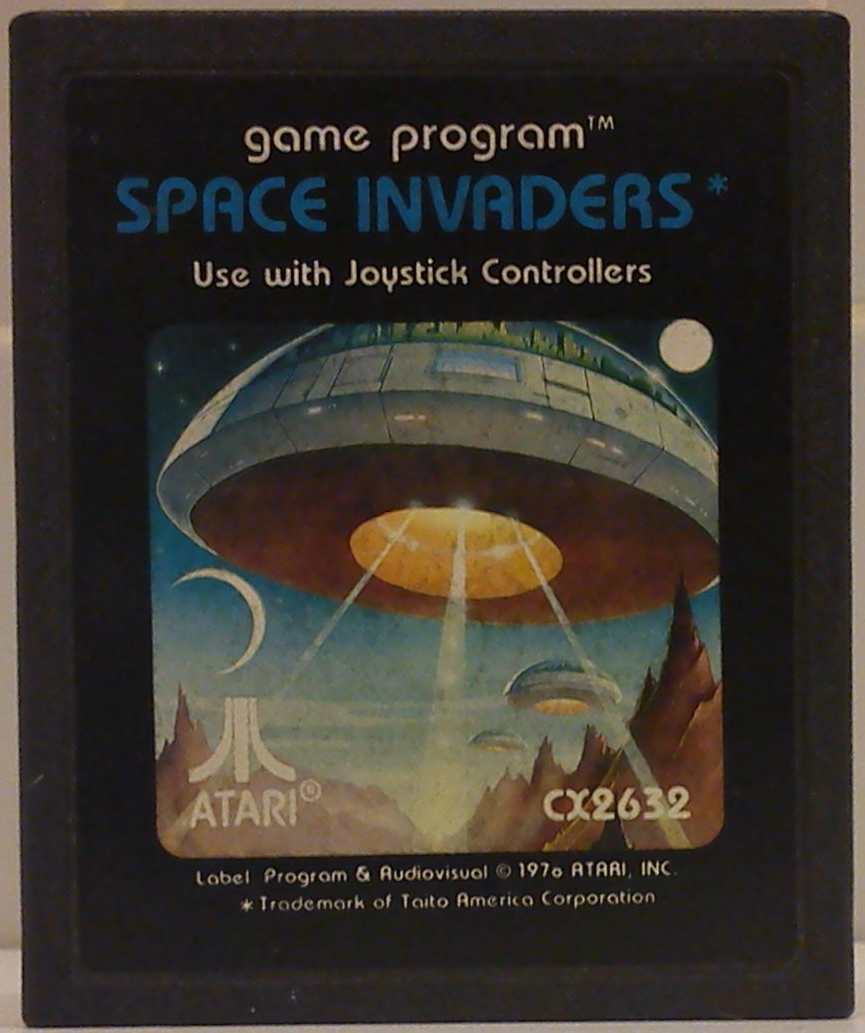 game program™
SPACE INVADERS*
Use with Joystick Controllers
ATARI®
CX2632
Label Program & Audiovisual © 1978 ATARI, INC.
* Trademark of Taito America Corporation